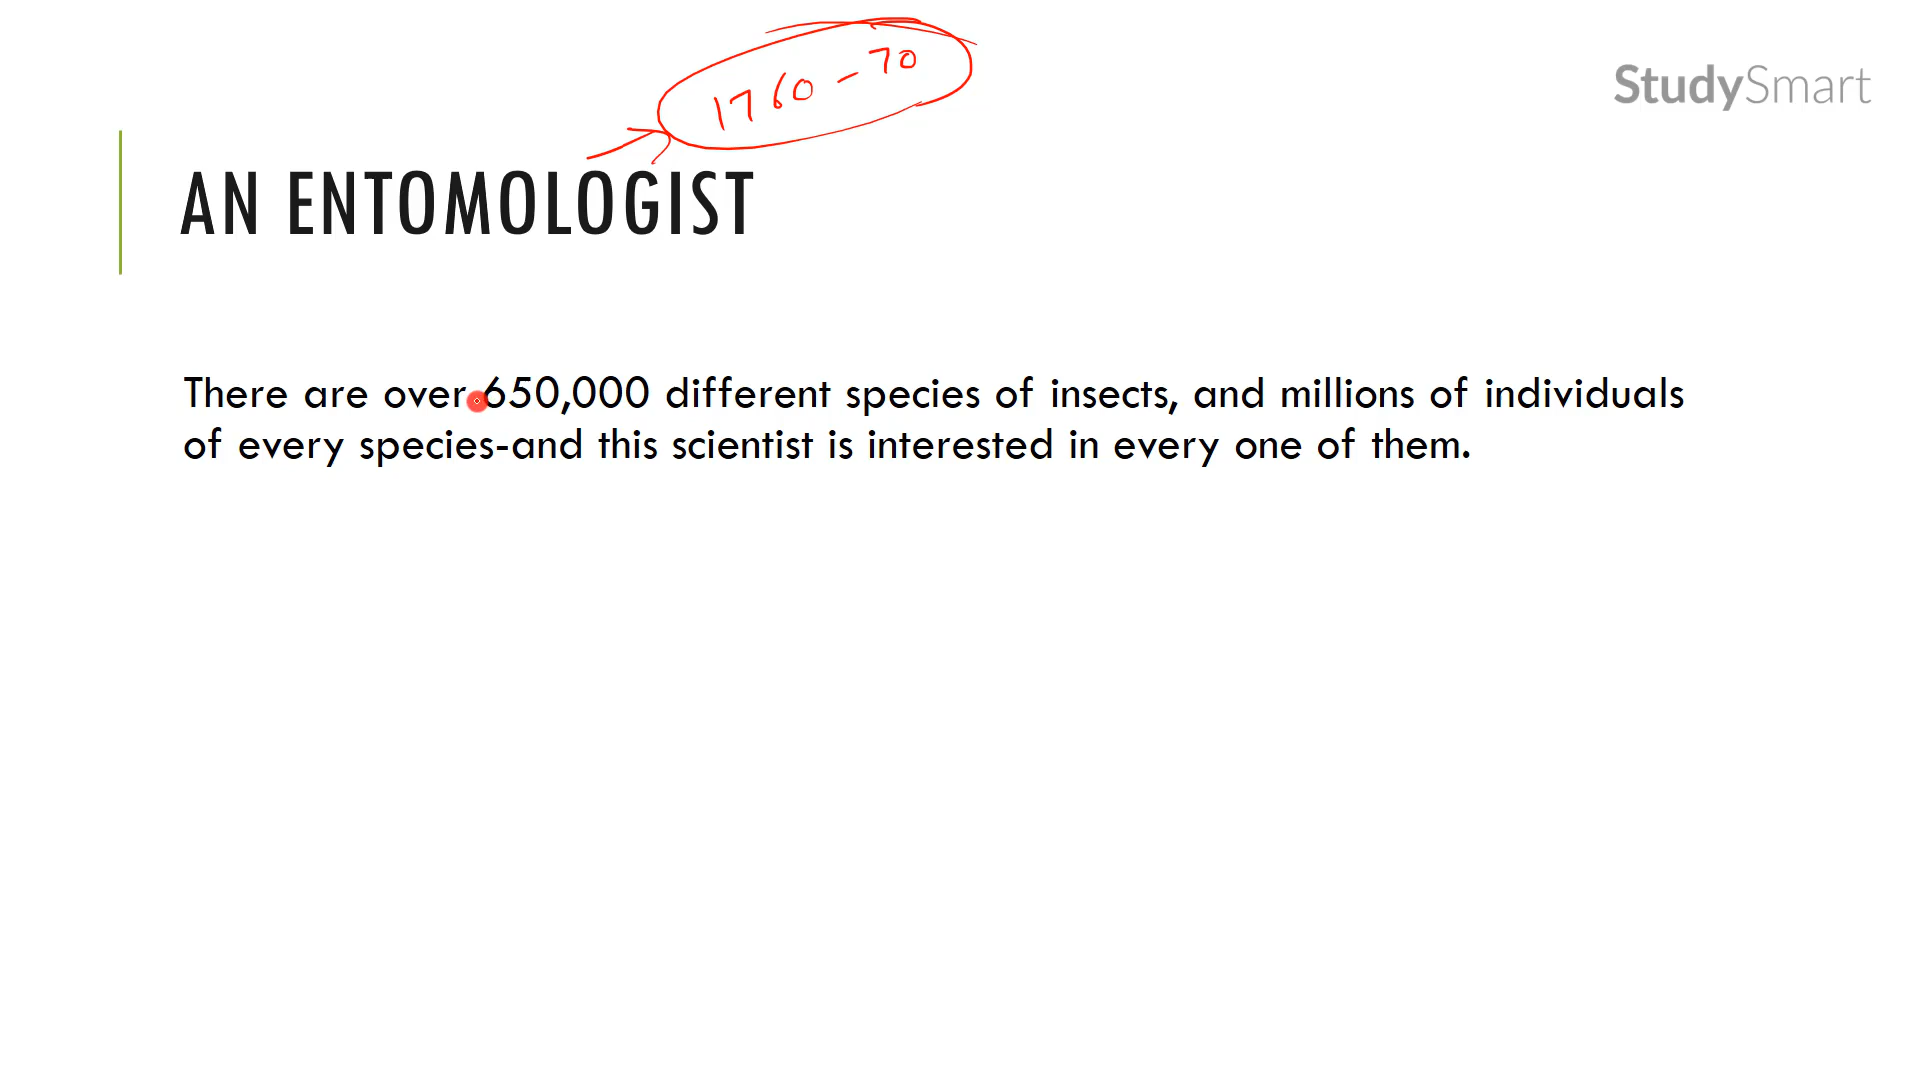 1760-70
StudySmart
AN ENTOMOLOGIST
There are over 650,000 different species of insects, and millions of individuals
of every species-and this scientist is interested in every one of them.